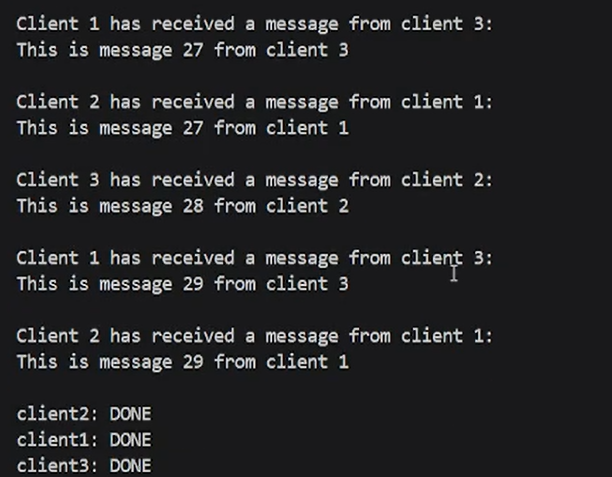 Client 1 has received a message from client 3:
This is message 27 from client 3
Client 2 has received a message from client 1:
This is message 27 from client 1
Client 3 has received a message from client 2:
This is message 28 from client 2
Client 1 has received a message from client 3:
This is message 29 from client 3
Client 2 has received a message from client 1:
This is message 29 from client 1
client2: DONE
client1: DONE
client3: DONE